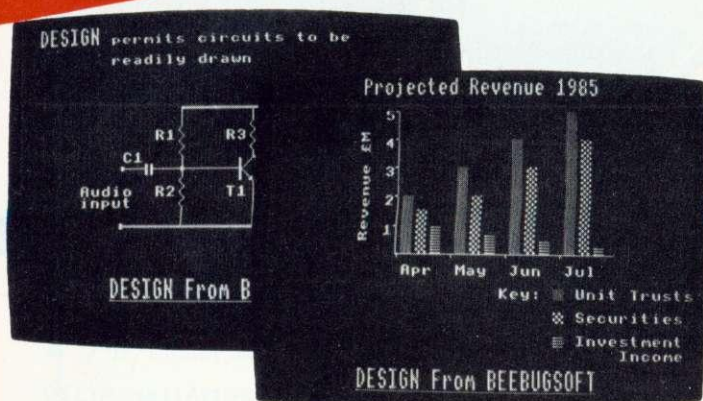 DESIGN permits circuits to be
readily drawn
R1
R3
C1
Audio
input
R2
T1
DESIGN From B
Projected Revenue 1985
Revenue £M
5
4
3
2
1
Apr May Jun Jul
Key: Unit Trusts
Securities
Investment
Income
DESIGN From BEEBUGSOFT